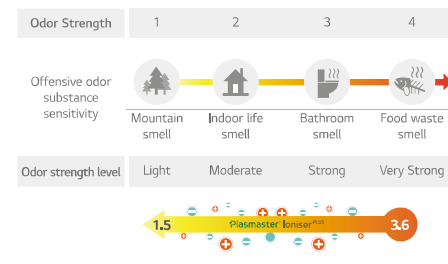 Odor Strength 1 2 3 4
Offensive odor
substance
sensitivity
Mountain Indoor life Bathroom Food waste
smell smell smell smell
Odor strength level Light Moderate Strong Very Strong
1.5 Plasmaster Ioniser PLUS 3.6